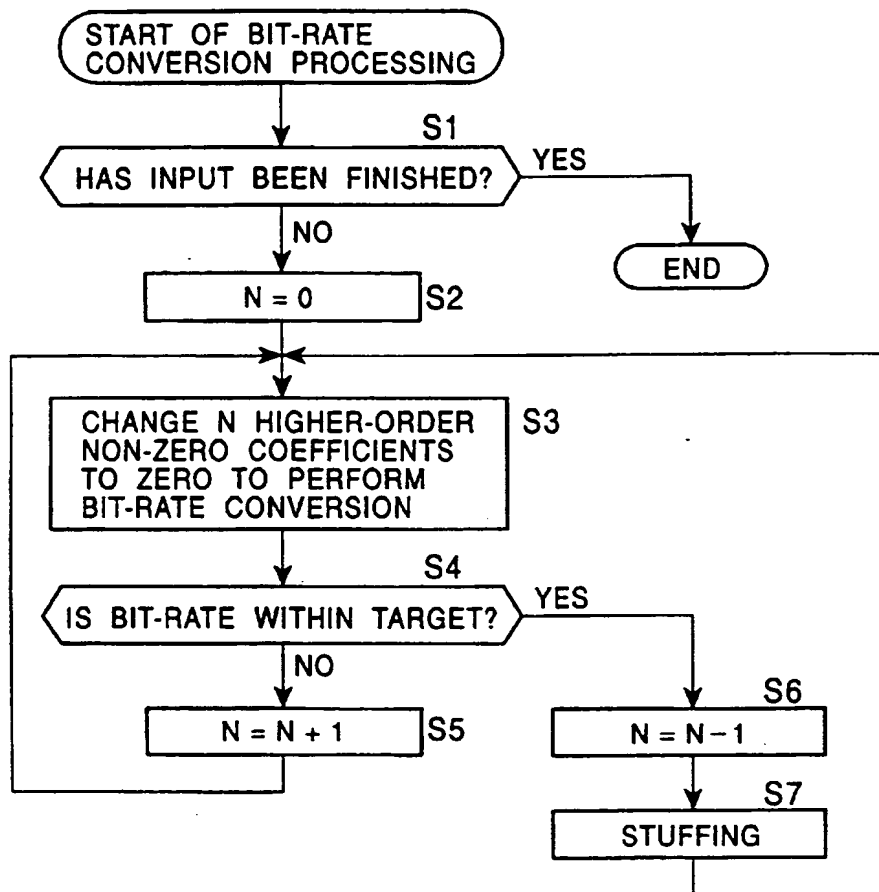 START OF BIT-RATE
CONVERSION PROCESSING
S1
HAS INPUT BEEN FINISHED?
YES
NO
END
N = 0
S2
CHANGE N HIGHER-ORDER
NON-ZERO COEFFICIENTS
TO ZERO TO PERFORM
BIT-RATE CONVERSION
S3
S4
IS BIT-RATE WITHIN TARGET?
YES
NO
N = N + 1
S5
S6
N = N - 1
S7
STUFFING